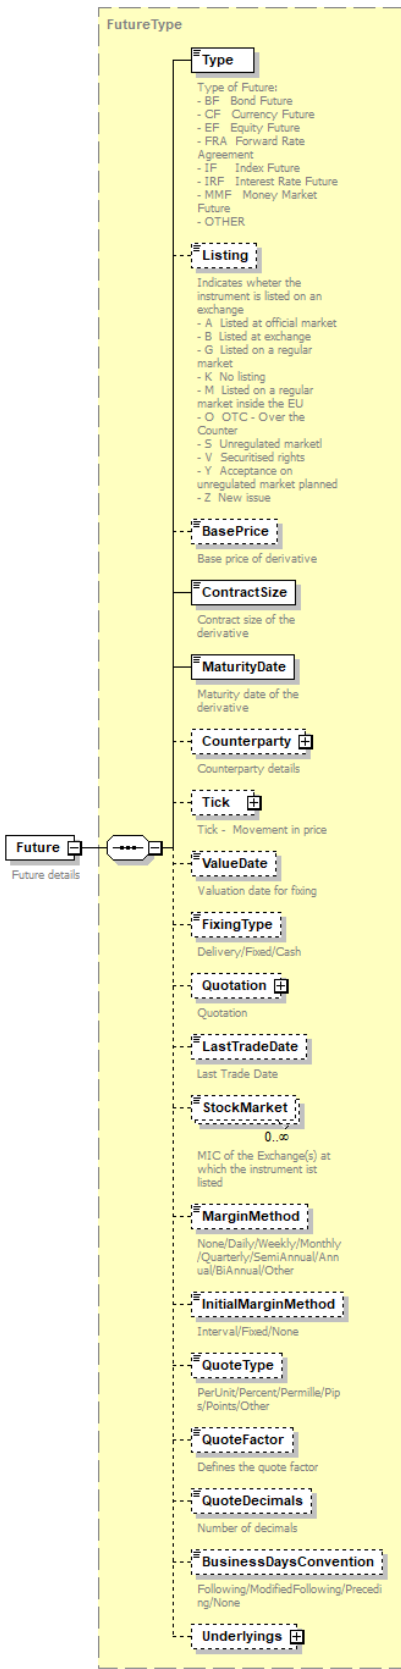 FutureType
Type
Type of Future:
- BF Bond Future
- CF Currency Future
- EF Equity Future
- FRA Forward Rate
Agreement
- IF Index Future
- IRF Interest Rate Future
- MMF Money Market
Future
- OTHER
Listing
Indicates wheter the
instrument is listed on an
exchange
- A Listed at official market
- B Listed at exchange
- G Listed on a regular
market
- K No listing
- M Listed on a regular
market inside the EU
- O OTC - Over the
Counter
- S Unregulated marketl
- V Securitised rights
- Y Acceptance on
unregulated market planned
- Z New issue
BasePrice
Base price of derivative
ContractSize
Contract size of the
derivative
MaturityDate
Maturity date of the
derivative
Counterparty
Counterparty details
Tick
Tick - Movement in price
Future
Future details
ValueDate
Valuation date for fixing
FixingType
Delivery/Fixed/Cash
Quotation
Quotation
LastTradeDate
Last Trade Date
StockMarket
0..∞
MIC of the Exchange(s) at
which the instrument ist
listed
MarginMethod
None/Daily/Weekly/Monthly
/Quarterly/SemiAnnual/Ann
ual/BiAnnual/Other
InitialMarginMethod
Interval/Fixed/None
QuoteType
PerUnit/Percent/Permille/Pip
s/Points/Other
QuoteFactor
Defines the quote factor
QuoteDecimals
Number of decimals
BusinessDaysConvention
Following/ModifiedFollowing/Precedi
ng/None
Underlyings